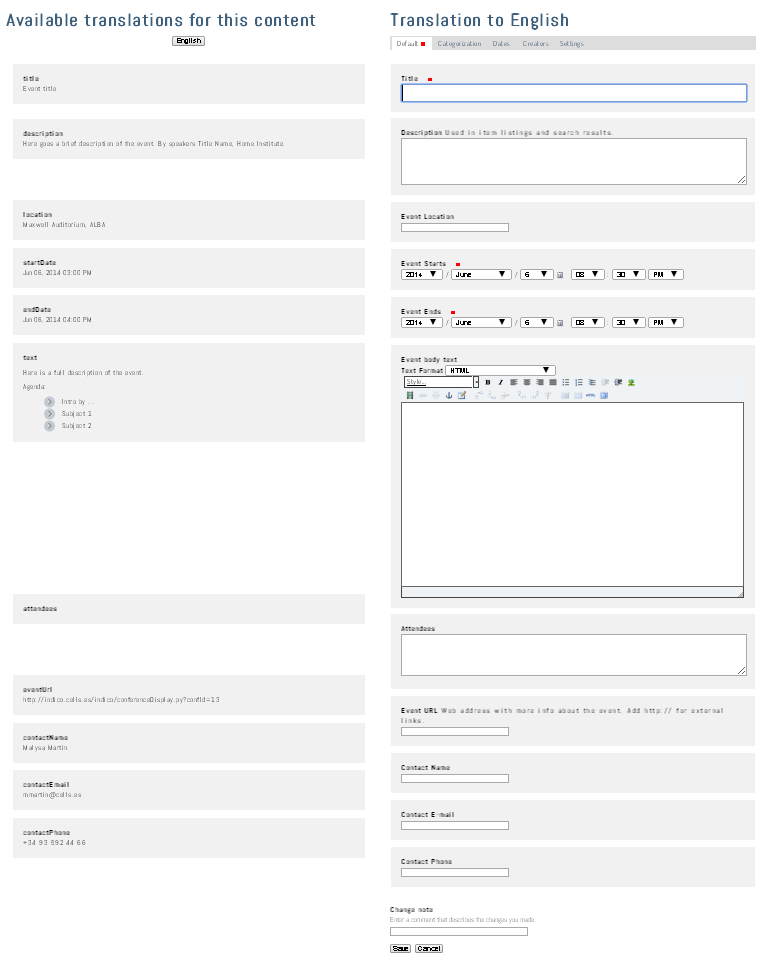 Available translations for this content
English
title
Event title
description
Here goes a brief description of the event. By speakers Title Name, Home Institute.
location
Maxwell Auditorium, ALBA
startDate
Jun 06, 2014 03:00 PM
endDate
Jun 06, 2014 04:00 PM
text
Here is a full description of the event.
Agenda:
Intro by ...
Subject 1
Subject 2
attendees
eventUrl
http://indico.cells.es/indico/conferenceDisplay.py?confId=13
contactName
Malysa Martin
contactEmail
mmartin@cells.es
contactPhone
+34 93 592 44 66
Translation to English
Default Categorization Dates Creators Settings
Title
Description Used in item listings and search results.
Event Location
Event Starts
2014 / June / 6 08 : 30 PM
Event Ends
2014 / June / 6 08 : 30 PM
Event body text
Text Format HTML
Style... B I
HTML
Attendees
Event URL Web address with more info about the event. Add http:// for external
links.
Contact Name
Contact E-mail
Contact Phone
Change note
Enter a comment that describes the changes you made.
Save Cancel